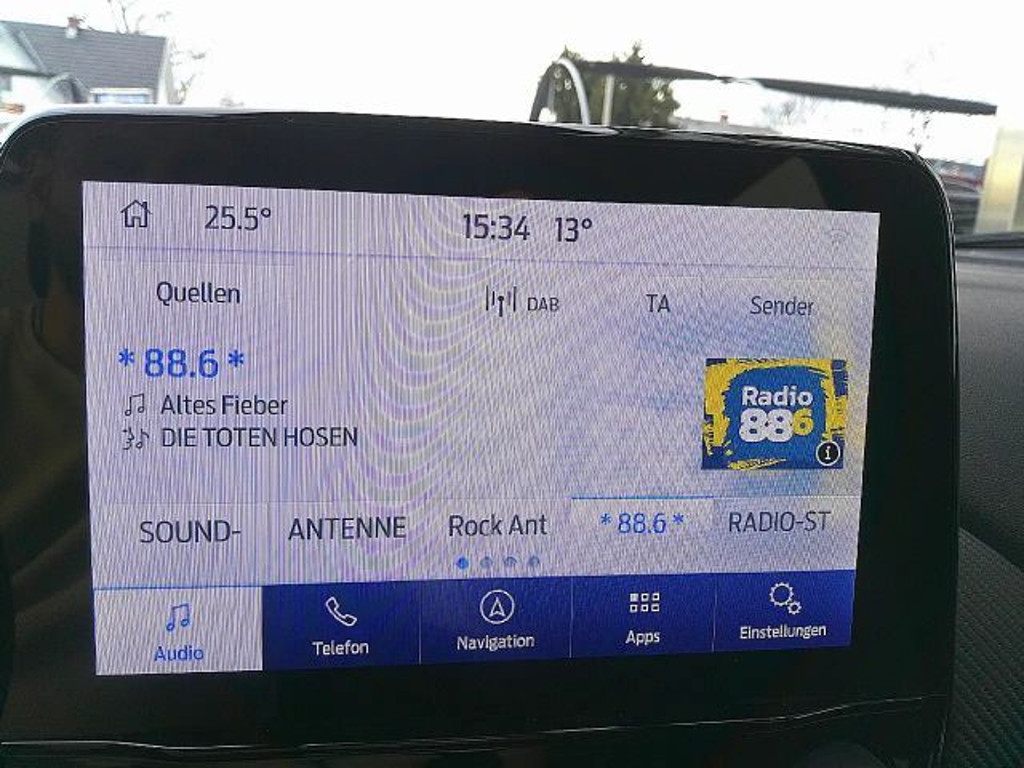 25.5° 15:34 13°
Quellen DAB TA Sender
*88.6*
Altes Fieber
DIE TOTEN HOSEN
Radio
886
i
SOUND- ANTENNE Rock Ant *88.6* RADIO-ST
Audio Telefon Navigation Apps Einstellungen